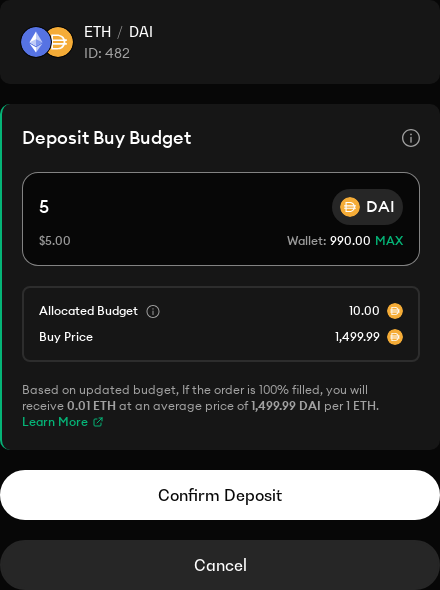 ETH / DAI
ID: 482
Deposit Buy Budget
5 DAI
$5.00 Wallet: 990.00 MAX
Allocated Budget 10.00
Buy Price 1,499.99
Based on updated budget, If the order is 100% filled, you will
receive 0.01 ETH at an average price of 1,499.99 DAI per 1 ETH.
Learn More
Confirm Deposit
Cancel